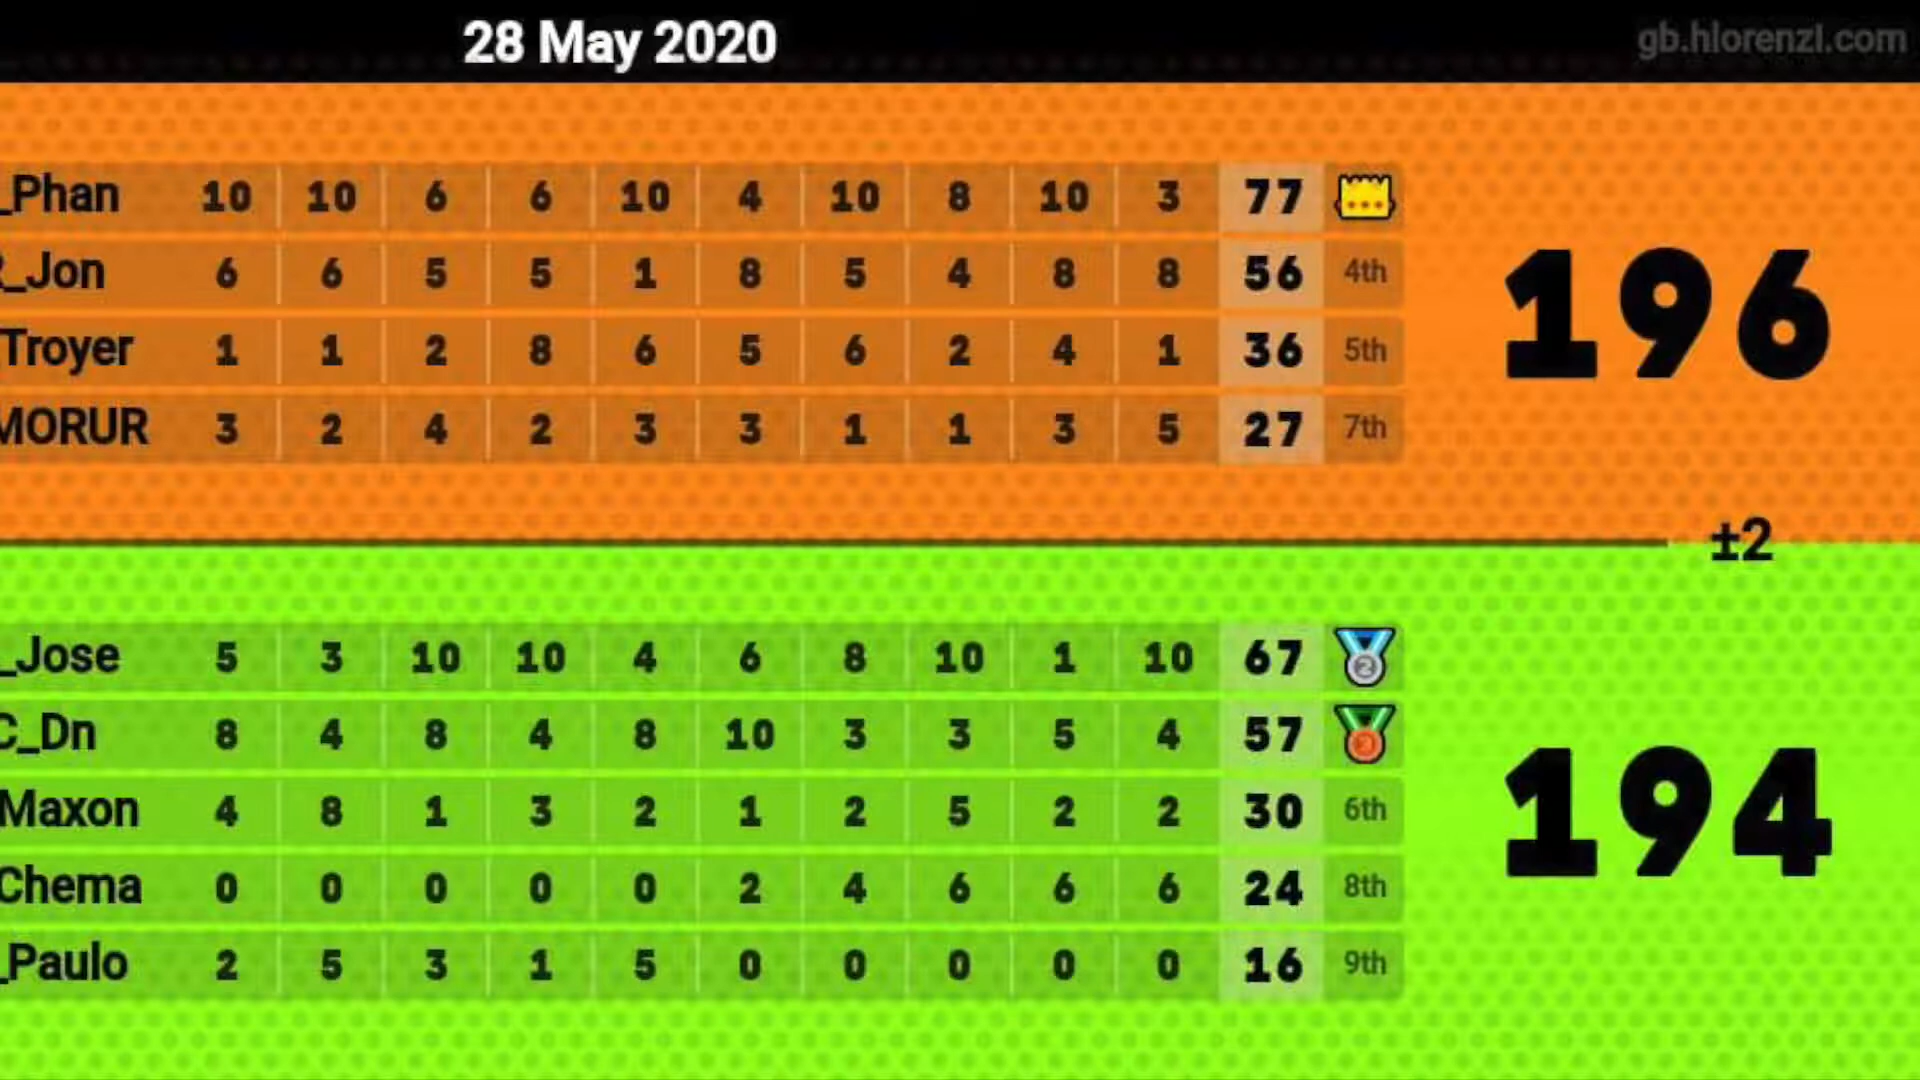 28 May 2020
gb.hlorenzl.com
_Phan 10 10 6 6 10 4 10 8 10 3 77
_Jon 6 6 5 5 1 8 5 4 8 8 56 4th
Troyer 1 1 2 8 6 5 6 2 4 1 36 5th
MORUR 3 2 4 2 3 3 1 1 3 5 27 7th
196
±2
_Jose 5 3 10 10 4 6 8 10 1 10 67 2
C_Dn 8 4 8 4 8 10 3 3 5 4 57 3
Maxon 4 8 1 3 2 1 2 5 2 2 30 6th
Chema 0 0 0 0 0 2 4 6 6 6 24 8th
_Paulo 2 5 3 1 5 0 0 0 0 0 16 9th
194